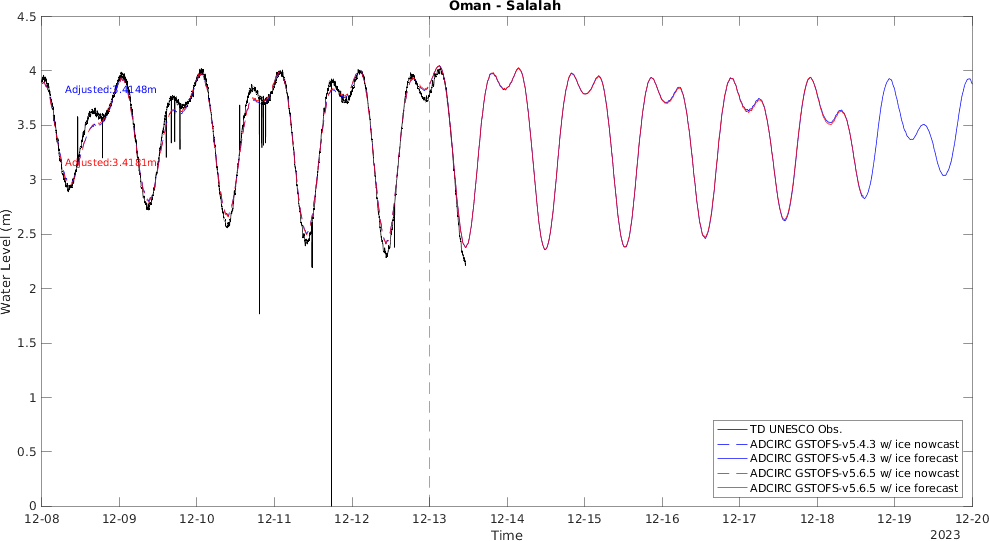 Oman - Salalah
4.5
4
3.5
3
2.5
2
1.5
1
0.5
0
Water Level (m)
Adjusted:3.4148m
Adjusted:3.4181m
TD UNESCO Obs.
ADCIRC GSTOFS-v5.4.3 w/ ice nowcast
ADCIRC GSTOFS-v5.4.3 w/ ice forecast
ADCIRC GSTOFS-v5.6.5 w/ ice nowcast
ADCIRC GSTOFS-v5.6.5 w/ ice forecast
12-08 12-09 12-10 12-11 12-12 12-13 12-14 12-15 12-16 12-17 12-18 12-19 12-20
Time
2023